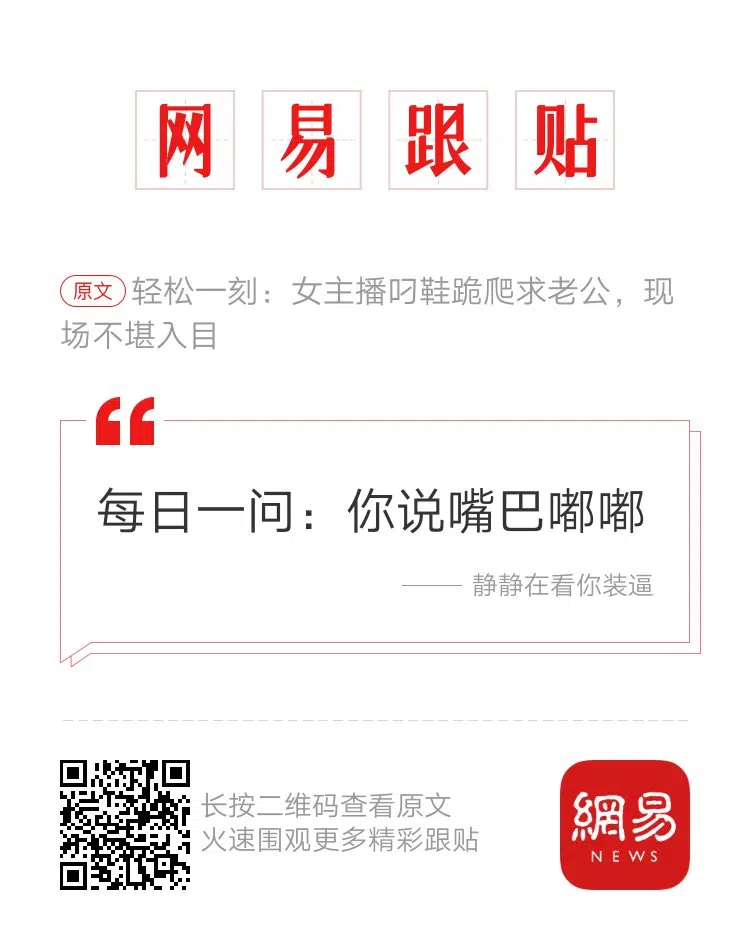 网易跟贴
原文 轻松一刻：女主播叼鞋跪爬求老公，现
场不堪入目
每日一问：你说嘴巴嘟嘟
—— 静静在看你装逼
长按二维码查看原文
火速围观更多精彩跟贴
網易
NEWS